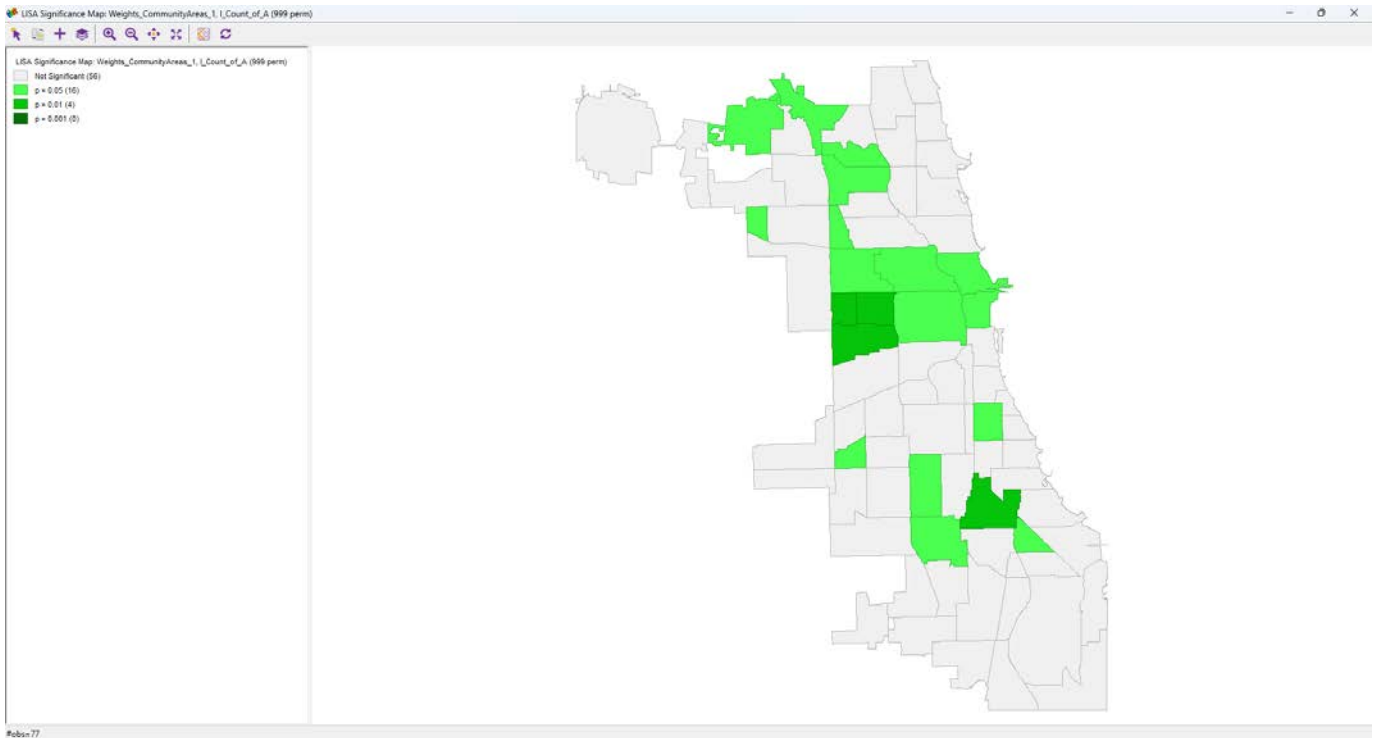 LISA Significance Map: Weights_CommunityAreas_1, I_Count_of_A (999 perm)
LISA Significance Map: Weights_CommunityAreas_1, I_Count_of_A (999 perm)
Not Significant (56)
p = 0.05 (16)
p = 0.01 (4)
p = 0.001 (0)
#obs=77